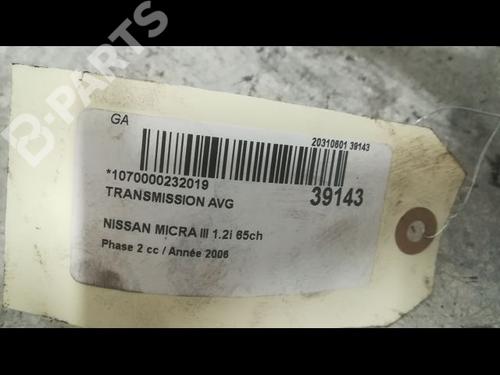 B-PARTS
GA
20310601 39143
*1070000232019
39143
TRANSMISSION AVG
NISSAN MICRA III 1.2i 65ch
Phase 2 cc / Année 2006